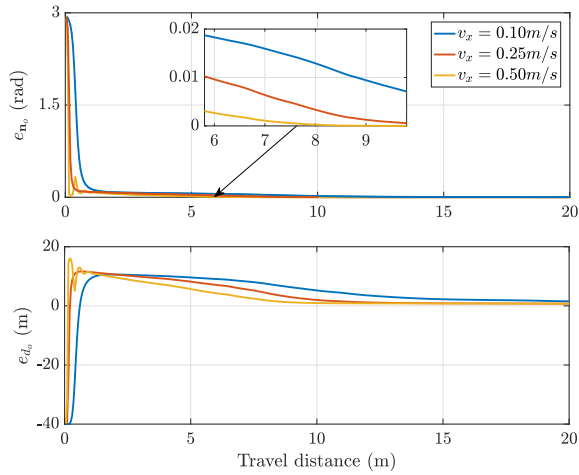 3
1.5
0
e_{n_o} (rad)
0.02
0.01
0
6 7 8 9
v_x = 0.10m/s
v_x = 0.25m/s
v_x = 0.50m/s
0 5 10 15 20
20
0
-20
-40
e_{d_o} (m)
0 5 10 15 20
Travel distance (m)